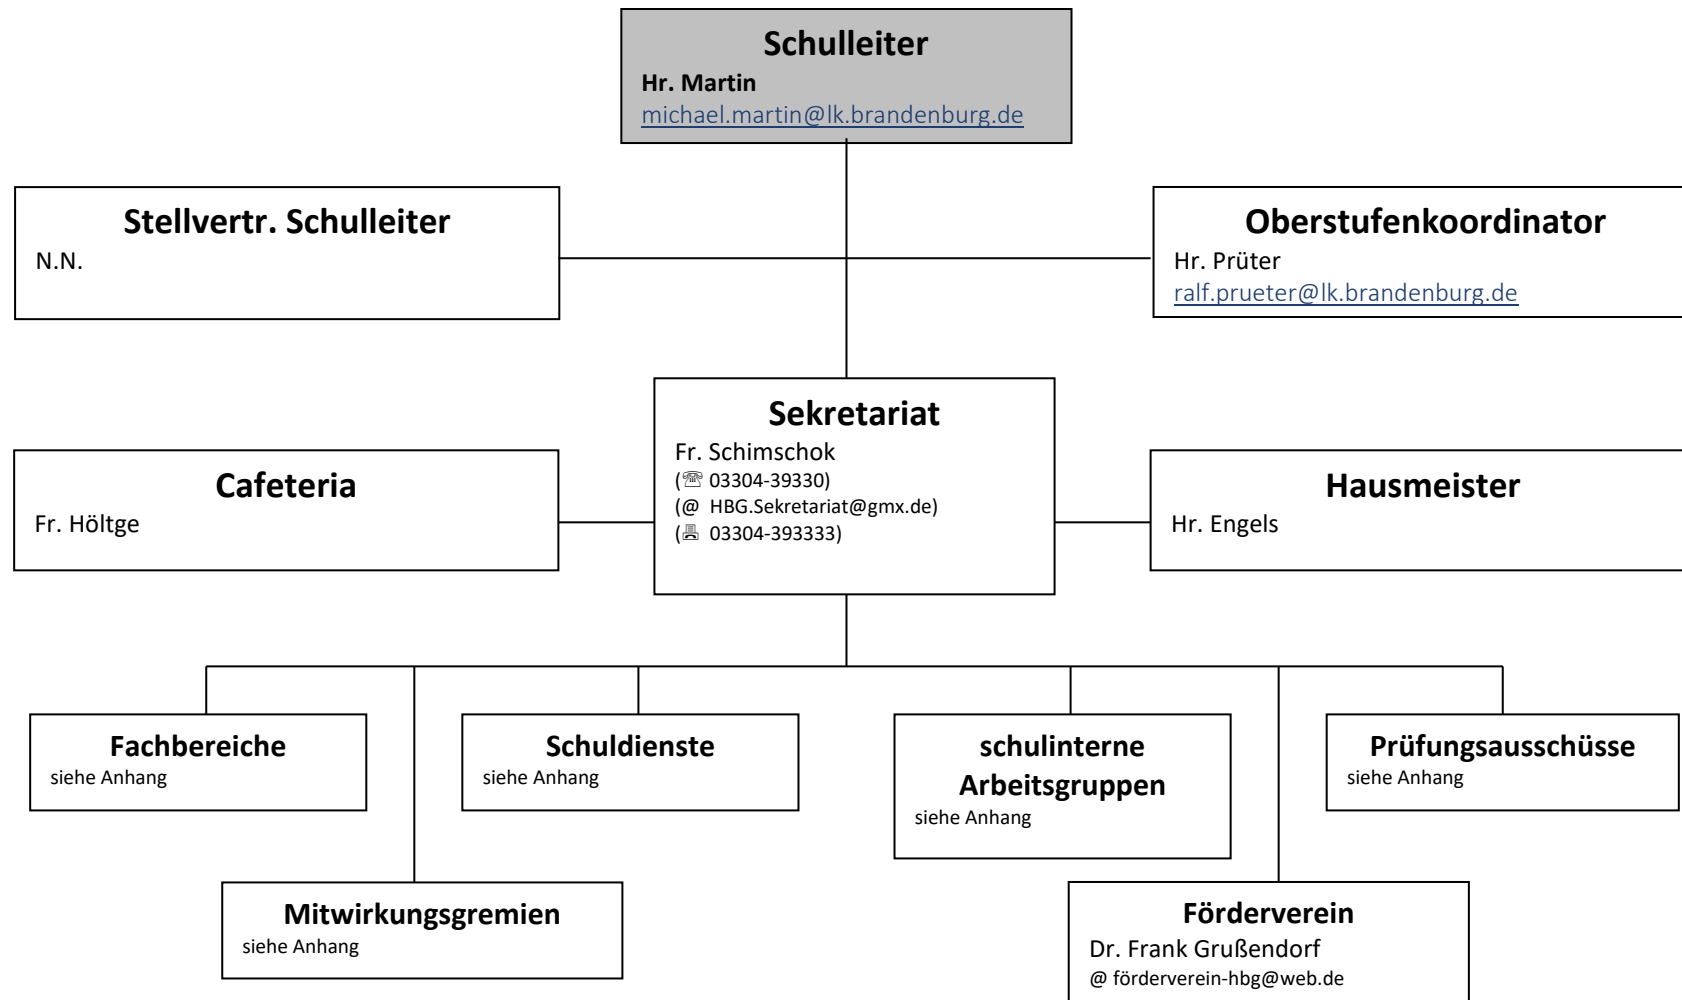 Schulleiter
Hr. Martin
michael.martin@lk.brandenburg.de
Stellvertr. Schulleiter
N.N.
Oberstufenkoordinator
Hr. Prüter
ralf.prueter@lk.brandenburg.de
Sekretariat
Fr. Schimschok
(☏ 03304-39330)
(@ HBG.Sekretariat@gmx.de)
(🖷 03304-393333)
Cafeteria
Fr. Höltge
Hausmeister
Hr. Engels
Fachbereiche
siehe Anhang
Schuldienste
siehe Anhang
schulinterne
Arbeitsgruppen
siehe Anhang
Prüfungsausschüsse
siehe Anhang
Mitwirkungsgremien
siehe Anhang
Förderverein
Dr. Frank Grußendorf
@ förderverein-hbg@web.de